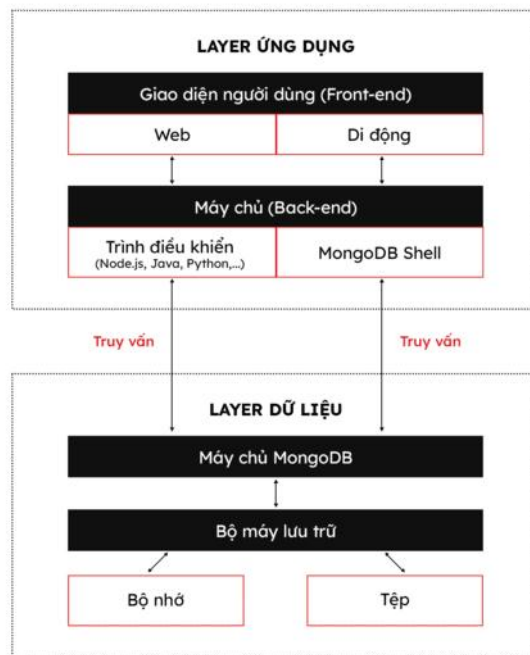 LAYER ỨNG DỤNG
Giao diện người dùng (Front-end)
Web
Di động
Máy chủ (Back-end)
Trình điều khiển
(Node.js, Java, Python,...)
MongoDB Shell
Truy vấn
Truy vấn
LAYER DỮ LIỆU
Máy chủ MongoDB
Bộ máy lưu trữ
Bộ nhớ
Tệp